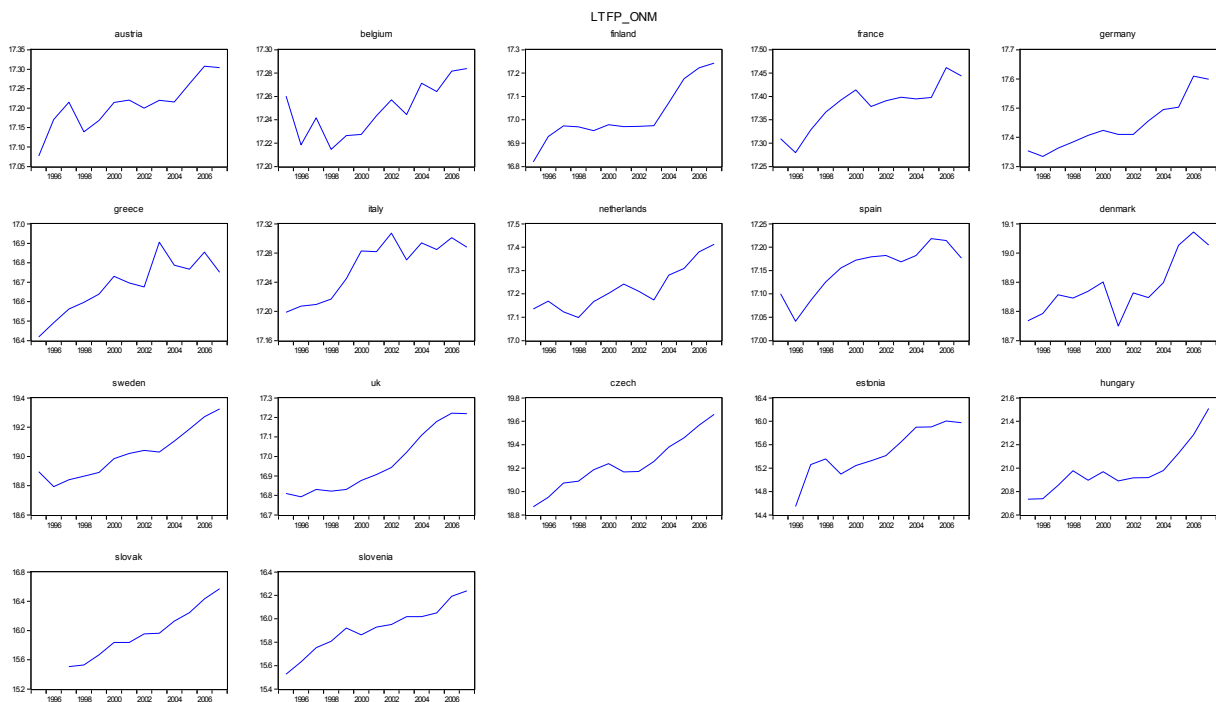 LTFP_ONM
austria belgium finland france germany
17.35 17.30 17.3 17.50 17.7
17.30 17.28 17.2 17.45 17.6
17.25 17.26 17.1 17.40 17.5
17.20 17.24 17.0 17.35 17.4
17.15 17.22 16.9 17.30 17.3
17.10 17.20 16.8 17.25
17.05
1996 1998 2000 2002 2004 2006 1996 1998 2000 2002 2004 2006 1996 1998 2000 2002 2004 2006 1996 1998 2000 2002 2004 2006 1996 1998 2000 2002 2004 2006
greece italy netherlands spain denmark
17.0 17.32 17.5 17.25 19.1
16.9 17.28 17.4 17.20 19.0
16.8 17.24 17.3 17.15 18.9
16.7 17.20 17.2 17.10 18.8
16.6 17.16 17.1 17.05 18.7
16.5 17.0 17.00
16.4
1996 1998 2000 2002 2004 2006 1996 1998 2000 2002 2004 2006 1996 1998 2000 2002 2004 2006 1996 1998 2000 2002 2004 2006 1996 1998 2000 2002 2004 2006
sweden uk czech estonia hungary
19.4 17.3 19.8 16.4 21.6
19.2 17.2 19.6 16.0 21.4
19.0 17.1 19.4 15.6 21.2
18.8 17.0 19.2 15.2 21.0
18.6 16.9 19.0 14.8 20.8
16.8 18.8 14.4 20.6
16.7
1996 1998 2000 2002 2004 2006 1996 1998 2000 2002 2004 2006 1996 1998 2000 2002 2004 2006 1996 1998 2000 2002 2004 2006 1996 1998 2000 2002 2004 2006
slovak slovenia
16.8 16.4
16.4 16.2
16.0 16.0
15.6 15.8
15.2 15.6
15.4
1996 1998 2000 2002 2004 2006 1996 1998 2000 2002 2004 2006